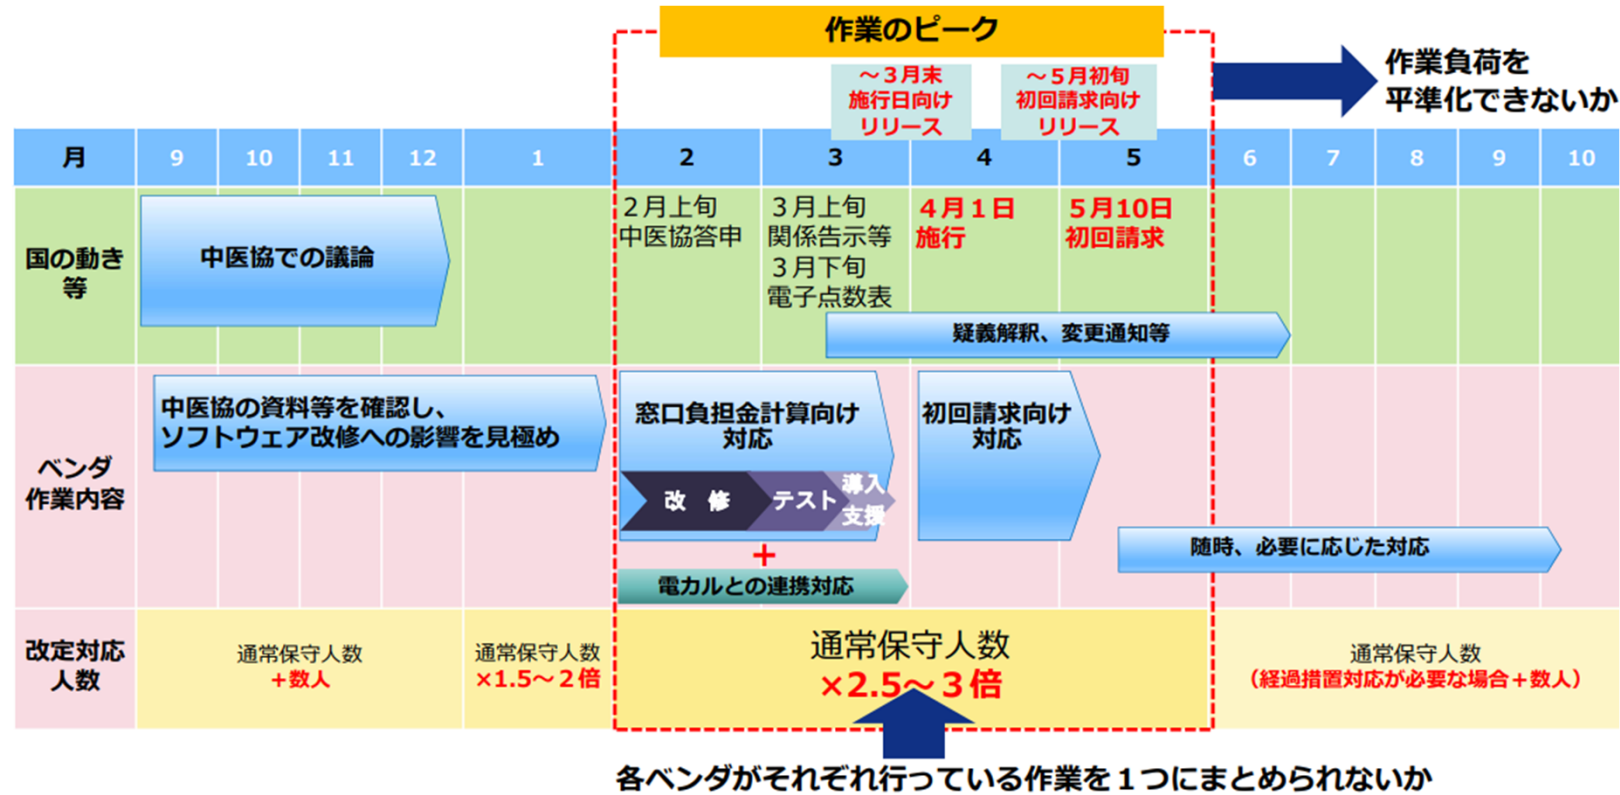 作業のピーク
～３月末
施行日向け
リリース
～５月初旬
初回請求向け
リリース
作業負荷を
平準化できないか
月
9
10
11
12
1
2
3
4
5
6
7
8
9
10
国の動き
等
中医協での議論
２月上旬
中医協答申
３月上旬
関係告示等
３月下旬
電子点数表
４月１日
施行
５月10日
初回請求
疑義解釈、変更通知等
ベンダ
作業内容
中医協の資料等を確認し、
ソフトウェア改修への影響を見極め
窓口負担金計算向け
対応
改 修
テスト
導入
支援
＋
電カルとの連携対応
初回請求向け
対応
随時、必要に応じた対応
改定対応
人数
通常保守人数
＋数人
通常保守人数
×1.5～２倍
通常保守人数
×2.5～３倍
通常保守人数
（経過措置対応が必要な場合＋数人）
各ベンダがそれぞれ行っている作業を１つにまとめられないか